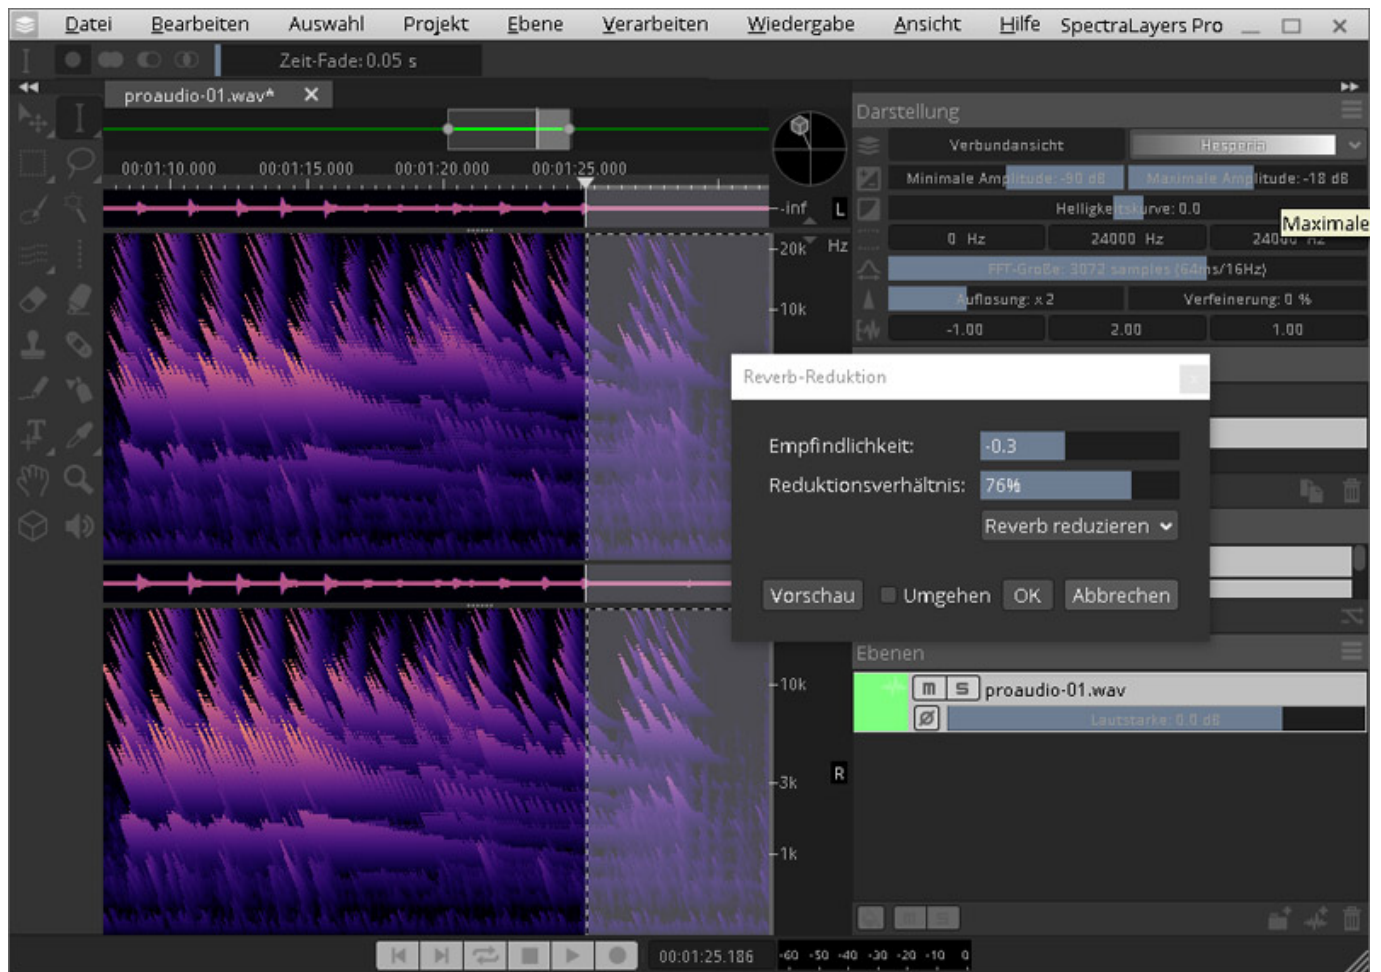 Datei Bearbeiten Auswahl Projekt Ebene Verarbeiten Wiedergabe Ansicht Hilfe SpectraLayers Pro
Zeit-Fade: 0.05 s
proaudio-01.wav*
00:01:10.000 00:01:15.000 00:01:20.000 00:01:25.000
-inf L
20k Hz
10k
10k
3k R
1k
Darstellung
Verbundansicht Hesperia
Minimale Amplitude: -90 dB Maximale Amplitude: -18 dB
Helligkeitskurve: 0.0
Maximale
0 Hz 24000 Hz 24000 Hz
FFT-Größe: 3072 samples (64ms/16Hz)
Auflösung: x 2 Verfeinerung: 0 %
-1.00 2.00 1.00
Reverb-Reduktion
Empfindlichkeit: -0.3
Reduktionsverhältnis: 76%
Reverb reduzieren
Vorschau Umgehen OK Abbrechen
Ebenen
m S proaudio-01.wav
Ø Lautstärke: 0.0 dB
m S
00:01:25.186 -60 -50 -40 -30 -20 -10 0